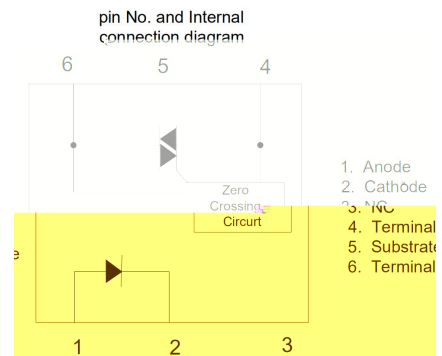 pin No. and Internal
connection diagram
6 5 4
Zero
Crossing
Circurt
1. Anode
2. Cathode
3. NC
4. Terminal
5. Substrate
6. Terminal
e
1 2 3